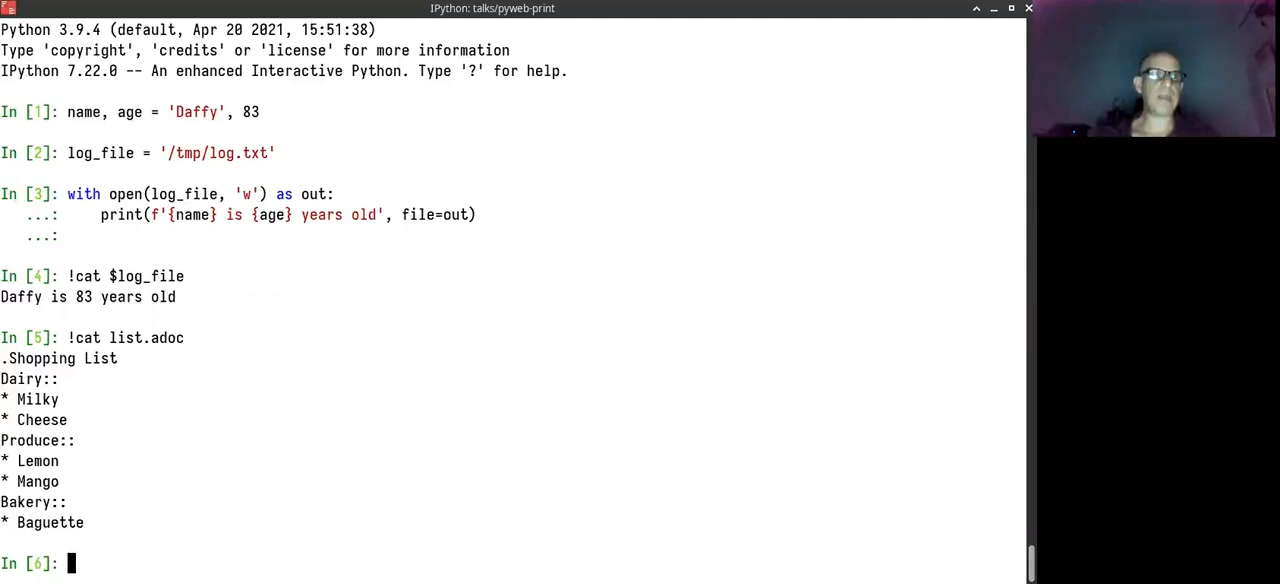 IPython: talks/pyweb-print
Python 3.9.4 (default, Apr 20 2021, 15:51:38)
Type 'copyright', 'credits' or 'license' for more information
IPython 7.22.0 -- An enhanced Interactive Python. Type '?' for help.
In [1]: name, age = 'Daffy', 83
In [2]: log_file = '/tmp/log.txt'
In [3]: with open(log_file, 'w') as out:
   ...:     print(f'{name} is {age} years old', file=out)
   ...:
In [4]: !cat $log_file
Daffy is 83 years old
In [5]: !cat list.adoc
.Shopping List
Dairy::
* Milky
* Cheese
Produce::
* Lemon
* Mango
Bakery::
* Baguette
In [6]: